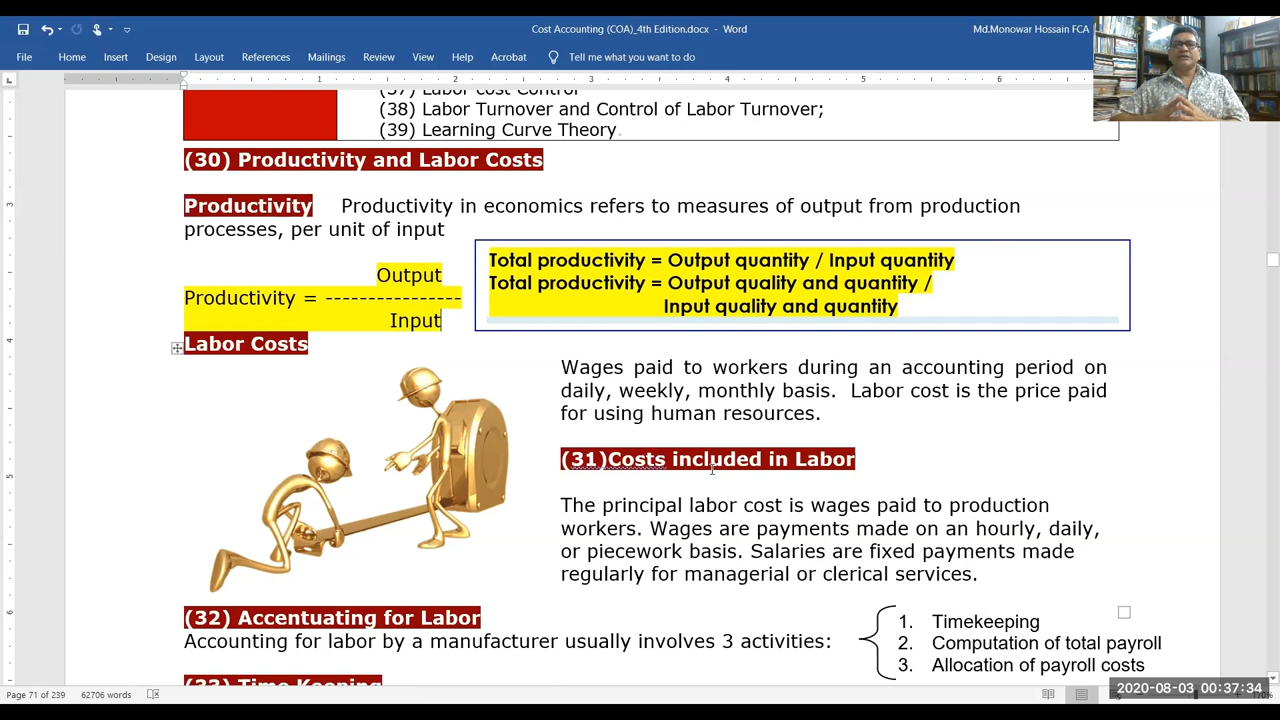 Cost Accounting (COA)_4th Edition.docx - Word
Md.Monowar Hossain FCA
File Home Insert Design Layout References Mailings Review View Help Acrobat Tell me what you want to do
(37) Labor cost Control
(38) Labor Turnover and Control of Labor Turnover;
(39) Learning Curve Theory.
(30) Productivity and Labor Costs
Productivity Productivity in economics refers to measures of output from production
processes, per unit of input
Output
Productivity = ----------------
Input
Total productivity = Output quantity / Input quantity
Total productivity = Output quality and quantity /
Input quality and quantity
Labor Costs
Wages paid to workers during an accounting period on
daily, weekly, monthly basis. Labor cost is the price paid
for using human resources.
(31)Costs included in Labor
The principal labor cost is wages paid to production
workers. Wages are payments made on an hourly, daily,
or piecework basis. Salaries are fixed payments made
regularly for managerial or clerical services.
(32) Accentuating for Labor
Accounting for labor by a manufacturer usually involves 3 activities:
1. Timekeeping
2. Computation of total payroll
3. Allocation of payroll costs
(33) Time Keeping
Page 71 of 239 62706 words
2020-08-03 00:37:34
170%